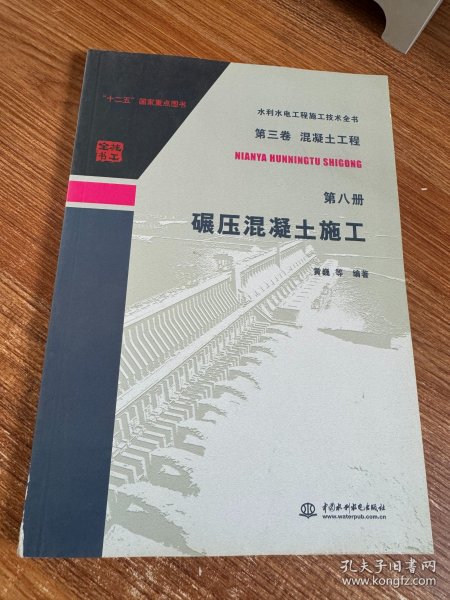 "十二五"国家重点图书
水利水电工程施工技术全书
第三卷 混凝土工程
NIANYA HUNNINGTU SHIGONG
第八册
碾压混凝土施工
黄巍 等 编著
中国水利水电出版社
www.waterpub.com.cn
孔夫子旧书网
www.kongfz.com